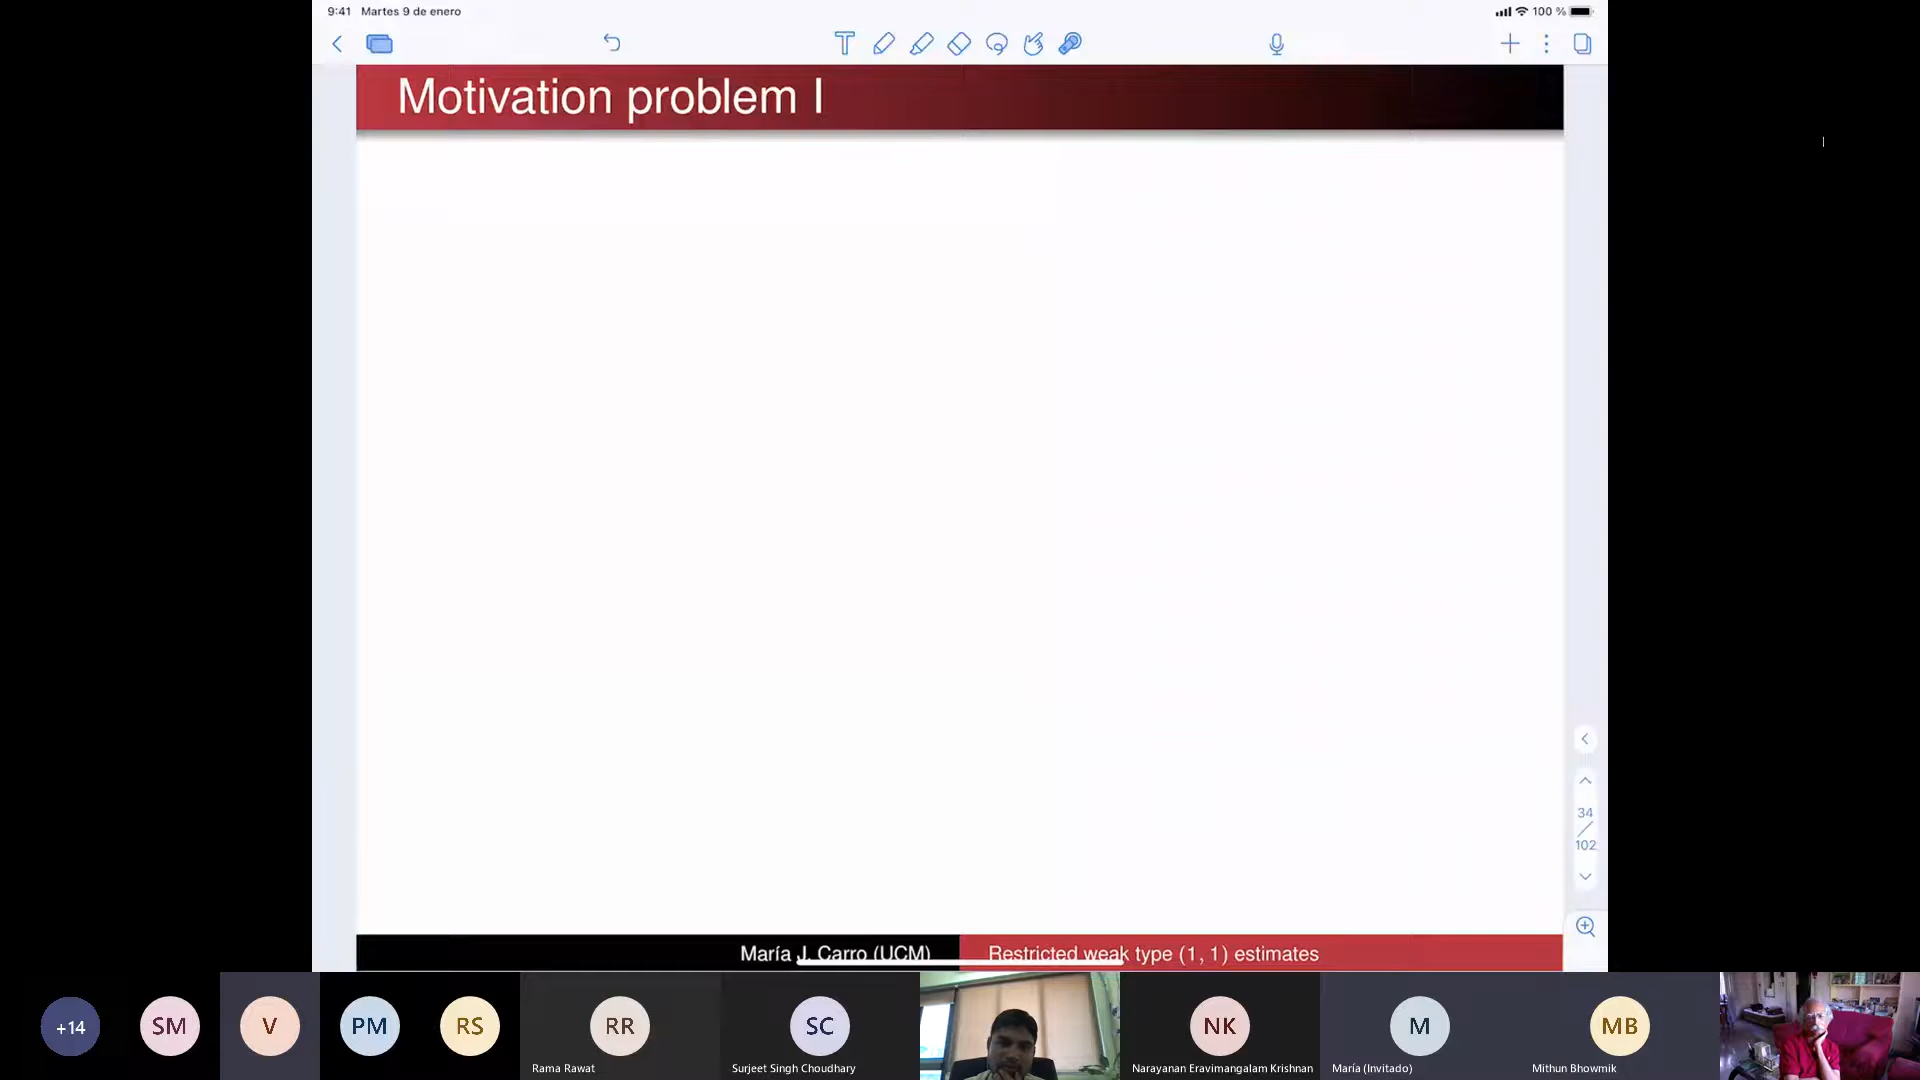 9:41 Martes 9 de enero
100 %
Motivation problem I
34
102
María J. Carro (UCM)
Restricted weak type (1, 1) estimates
+14
SM
V
PM
RS
RR
SC
NK
M
MB
Rama Rawat
Surjeet Singh Choudhary
Narayanan Eravimangalam Krishnan
María (Invitado)
Mithun Bhowmik